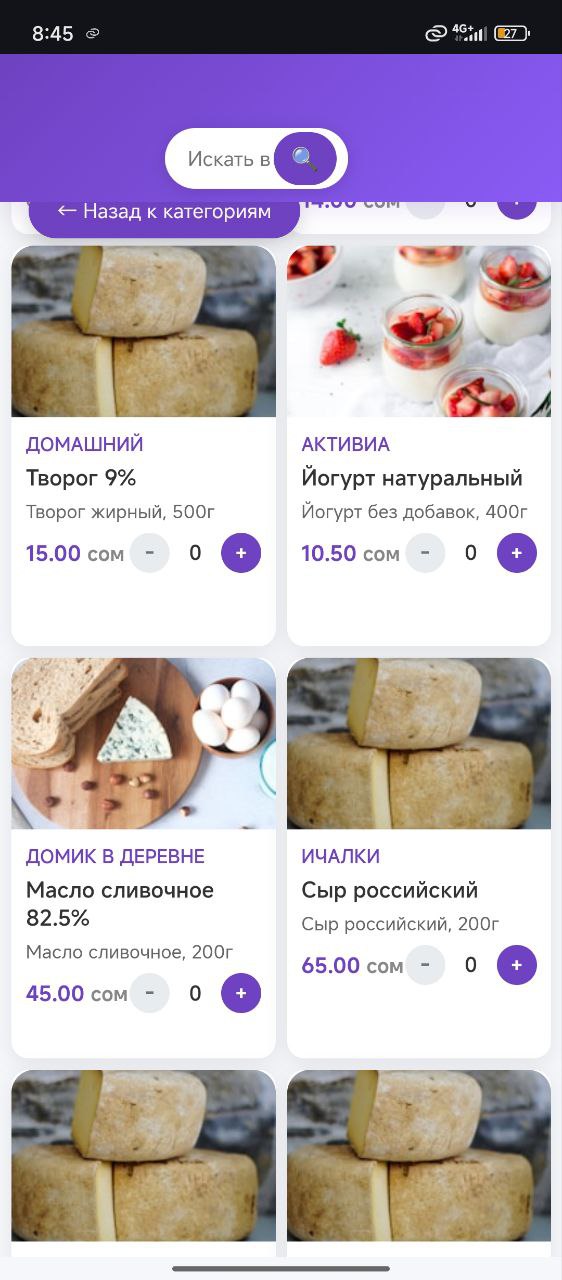 8:45
4G+
27
Искать в
← Назад к категориям
14.00 сом 0 +
ДОМАШНИЙ
Творог 9%
Творог жирный, 500г
15.00 сом - 0 +
АКТИВИА
Йогурт натуральный
Йогурт без добавок, 400г
10.50 сом - 0 +
ДОМИК В ДЕРЕВНЕ
Масло сливочное
82.5%
Масло сливочное, 200г
45.00 сом - 0 +
ИЧАЛКИ
Сыр российский
Сыр российский, 200г
65.00 сом - 0 +